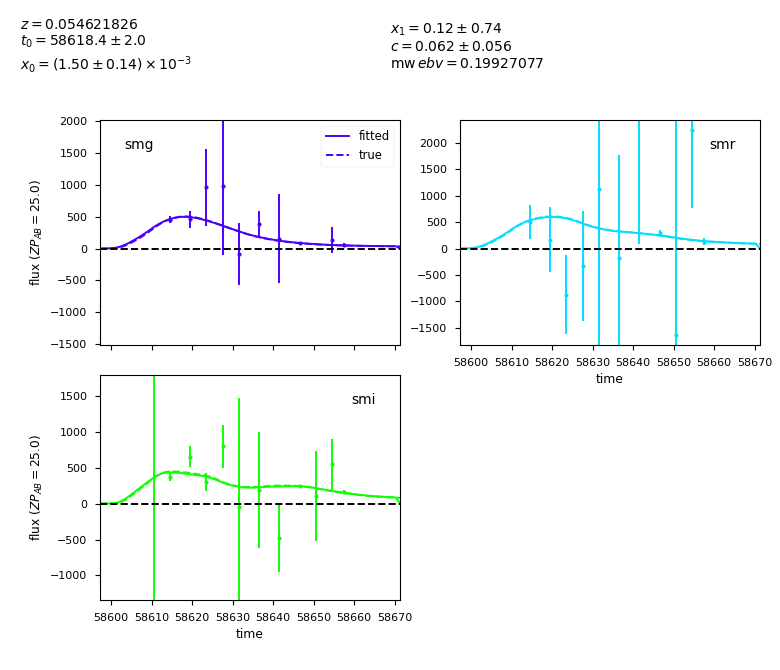 z = 0.054621826
t₀ = 58618.4 ± 2.0
x₀ = (1.50 ± 0.14) × 10⁻³
x₁ = 0.12 ± 0.74
c = 0.062 ± 0.056
mw ebv = 0.19927077
smg
fitted
true
2000
1500
1000
500
0
−500
−1000
−1500
flux (ZP_AB = 25.0)
smr
2000
1500
1000
500
0
−500
−1000
−1500
58600 58610 58620 58630 58640 58650 58660 58670
time
smi
1500
1000
500
0
−500
−1000
flux (ZP_AB = 25.0)
58600 58610 58620 58630 58640 58650 58660 58670
time